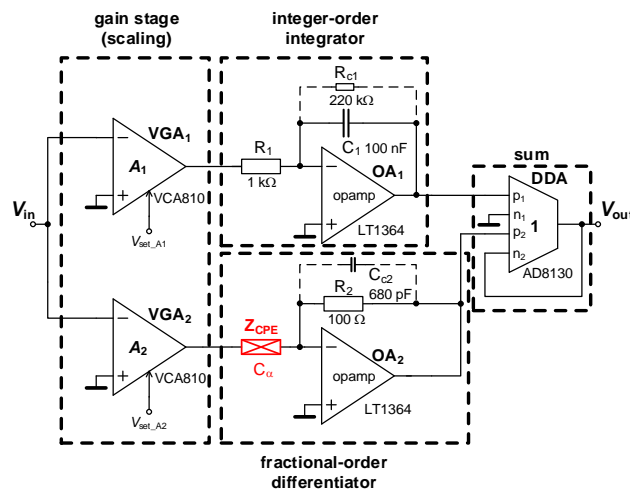 gain stage
(scaling)
integer-order
integrator
R_c1
220 kΩ
C_1 100 nF
VGA_1
R_1
1 kΩ
−
A_1
+
VCA810
V_set_A1
−
OA_1
opamp
+
LT1364
sum
DDA
p_1
n_1
p_2
n_2
1
AD8130
V_in
V_out
VGA_2
−
A_2
+
VCA810
V_set_A2
C_c2
680 pF
R_2
100 Ω
Z_CPE
C_α
−
OA_2
opamp
+
LT1364
fractional-order
differentiator